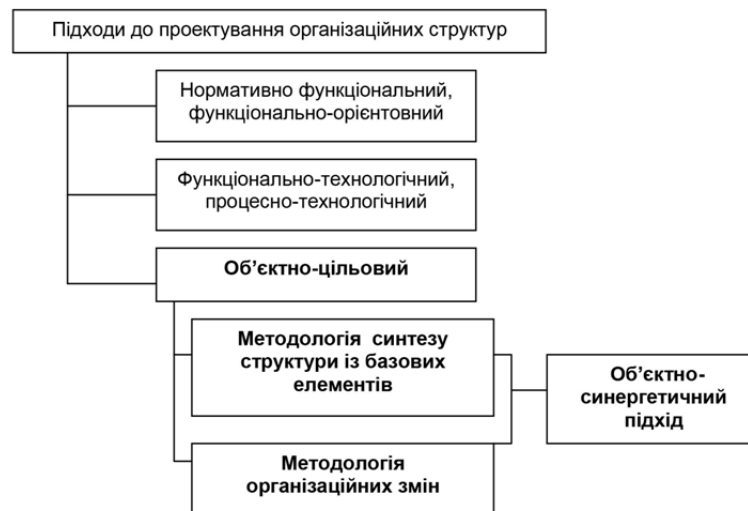 Підходи до проектування організаційних структур
Нормативно функціональний,
функціонально-орієнтовний
Функціонально-технологічний,
процесно-технологічний
Об’єктно-цільовий
Методологія синтезу
структури із базових
елементів
Об’єктно-
синергетичний
підхід
Методологія
організаційних змін